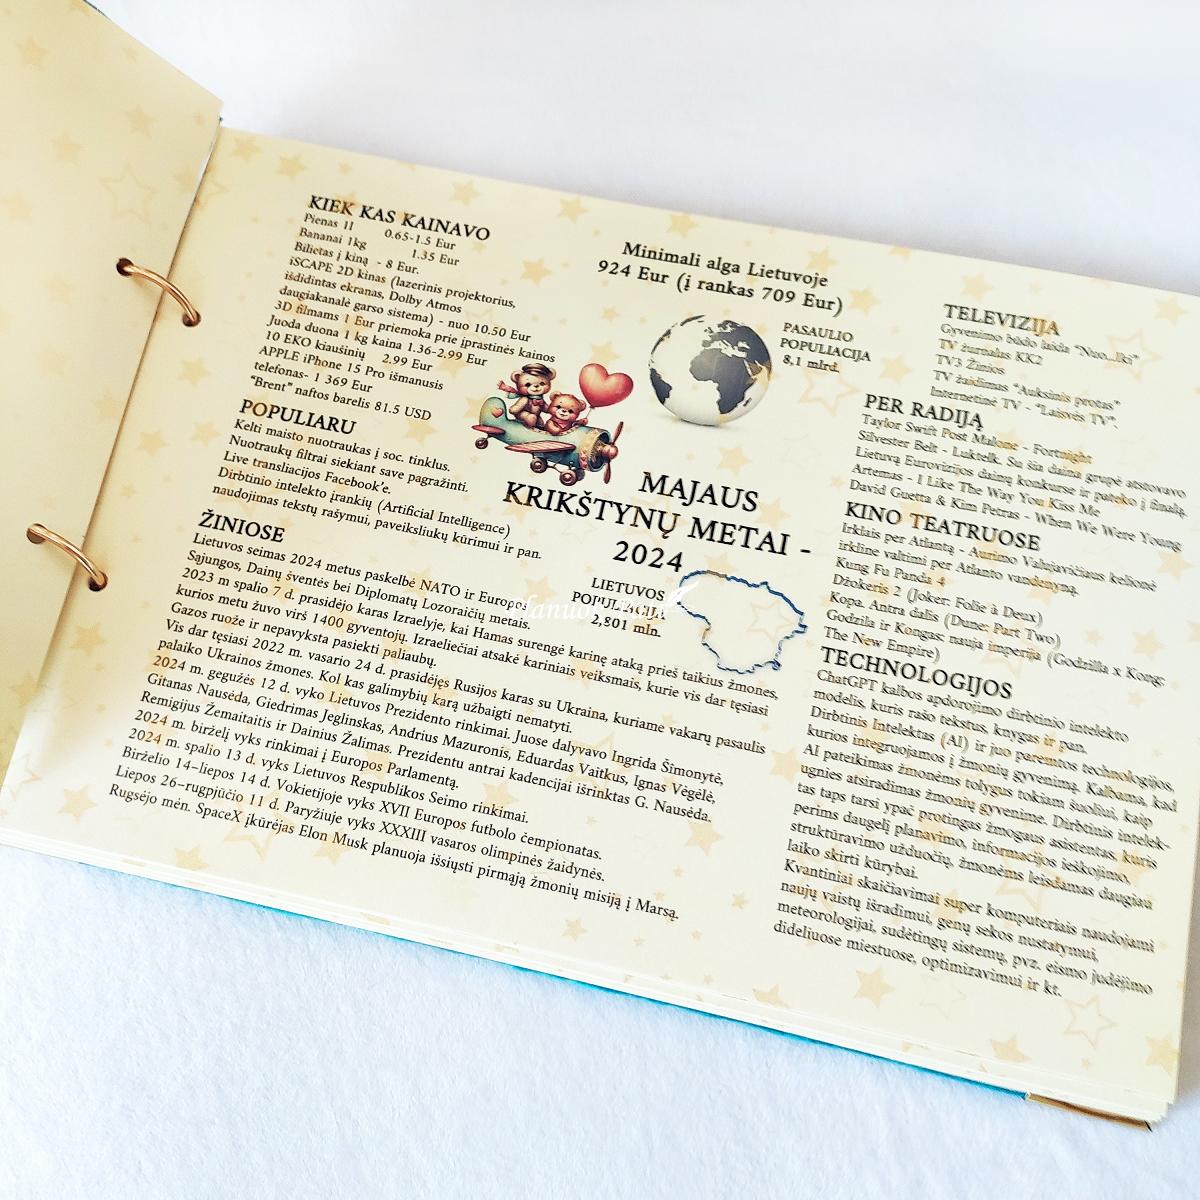 KIEK KAS KAINAVO
Pienas 1l 0.65-1.5 Eur
Bananai 1kg 1.35 Eur
Bilietas į kiną - 8 Eur.
iSCAPE 2D kinas (lazerinis projektorius,
išdidintas ekranas, Dolby Atmos
daugiakanalė garso sistema) - nuo 10.50 Eur
3D filmams 1 Eur priemoka prie įprastinės kainos
Juoda duona 1 kg kaina 1.36-2.99 Eur
10 EKO kiaušinių 2.99 Eur
APPLE iPhone 15 Pro išmanusis
telefonas- 1 369 Eur
"Brent" naftos barelis 81.5 USD
POPULIARU
Kelti maisto nuotraukas į soc. tinklus.
Nuotraukų filtrai siekiant save pagražinti.
Live transliacijos Facebook'e.
Dirbtinio intelekto įrankių (Artificial Intelligence)
naudojimas tekstų rašymui, paveiksliukų kūrimui ir pan.
ŽINIOSE
Lietuvos seimas 2024 metus paskelbė NATO ir Europos
Sąjungos, Dainų šventės bei Diplomatų Lozoraičių metais.
2023 m spalio 7 d. prasidėjo karas Izraelyje, kai Hamas surengė karinę ataką prieš taikius žmones,
kurios metu žuvo virš 1400 gyventojų. Izraeliečiai atsakė kariniais veiksmais, kurie vis dar tęsiasi
Gazos ruože ir nepavyksta pasiekti paliaubų.
Vis dar tęsiasi 2022 m. vasario 24 d. prasidėjęs Rusijos karas su Ukraina, kuriame vakarų pasaulis
palaiko Ukrainos žmones. Kol kas galimybių karą užbaigti nematyti.
2024 m. gegužės 12 d. vyko Lietuvos Prezidento rinkimai. Juose dalyvavo Ingrida Šimonytė,
Gitanas Nausėda, Giedrimas Jeglinskas, Andrius Mazuronis, Eduardas Vaitkus, Ignas Vėgėlė,
Remigijus Žemaitaitis ir Dainius Žalimas. Prezidentu antrai kadencijai išrinktas G. Nausėda.
2024 m. birželį vyks rinkimai į Europos Parlamentą.
2024 m. spalio 13 d. vyks Lietuvos Respublikos Seimo rinkimai.
Birželio 14–liepos 14 d. Vokietijoje vyks XVII Europos futbolo čempionatas.
Liepos 26–rugpjūčio 11 d. Paryžiuje vyks XXXIII vasaros olimpinės žaidynės.
Rugsėjo mėn. SpaceX įkūrėjas Elon Musk planuoja išsiųsti pirmąją žmonių misiją į Marsą.
Minimali alga Lietuvoje
924 Eur (į rankas 709 Eur)
PASAULIO
POPULIACIJA
8,1 mlrd.
MAJAUS
KRIKŠTYNŲ METAI -
2024
LIETUVOS
POPULIACIJA
2,801 mln.
TELEVIZIJA
Gyvenimo būdo laida "Nuo...Iki"
TV žurnalas KK2
TV3 Žinios
TV žaidimas "Auksinis protas"
Internetinė TV - "Laisvės TV".
PER RADIJĄ
Taylor Swift Post Malone - Fortnight
Silvester Belt - Luktelk. Su šia daina grupė atstovavo
Lietuvą Eurovizijos dainų konkurse ir pateko į finalą.
Artemas - I Like The Way You Kiss Me
David Guetta & Kim Petras - When We Were Young
KINO TEATRUOSE
Irklais per Atlantą - Aurimo Valujavičiaus kelionė
irkline valtimi per Atlanto vandenyną.
Kung Fu Panda 4
Džokeris 2 (Joker: Folie à Deux)
Kopa. Antra dalis (Dune: Part Two)
Godzila ir Kongas: nauja imperija (Godzilla x Kong:
The New Empire)
TECHNOLOGIJOS
ChatGPT kalbos apdorojimo dirbtinio intelekto
modelis, kuris rašo tekstus, knygas ir pan.
Dirbtinis Intelektas (AI) ir juo paremtos technologijos,
kurios integruojamos į žmonių gyvenimą. Kalbama, kad
AI pateikimas žmonėms tolygus tokiam šuoliui, kaip
ugnies atsiradimas žmonių gyvenime. Dirbtinis intelek-
tas taps tarsi ypač protingas žmogaus asistentas, kuris
perims daugelį planavimo, informacijos ieškojimo,
struktūravimo užduočių, žmonėms leisdamas daugiau
laiko skirti kūrybai.
Kvantiniai skaičiavimai super komputeriais naudojami
naujų vaistų išradimui, genų sekos nustatymui,
meteorologijai, sudėtingų sistemų, pvz. eismo judėjimo
dideliuose miestuose, optimizavimui ir kt.